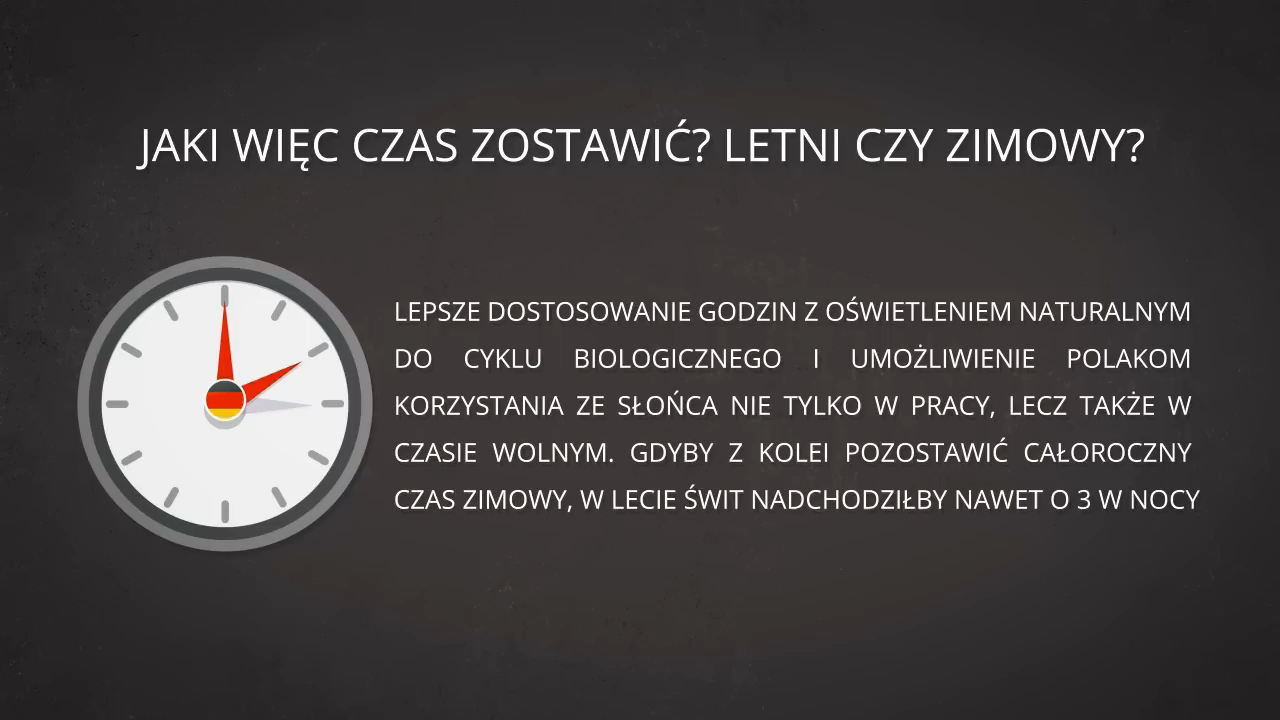 JAKI WIĘC CZAS ZOSTAWIĆ? LETNI CZY ZIMOWY?
LEPSZE DOSTOSOWANIE GODZIN Z OŚWIETLENIEM NATURALNYM
DO CYKLU BIOLOGICZNEGO I UMOŻLIWIENIE POLAKOM
KORZYSTANIA ZE SŁOŃCA NIE TYLKO W PRACY, LECZ TAKŻE W
CZASIE WOLNYM. GDYBY Z KOLEI POZOSTAWIĆ CAŁOROCZNY
CZAS ZIMOWY, W LECIE ŚWIT NADCHODZIŁBY NAWET O 3 W NOCY